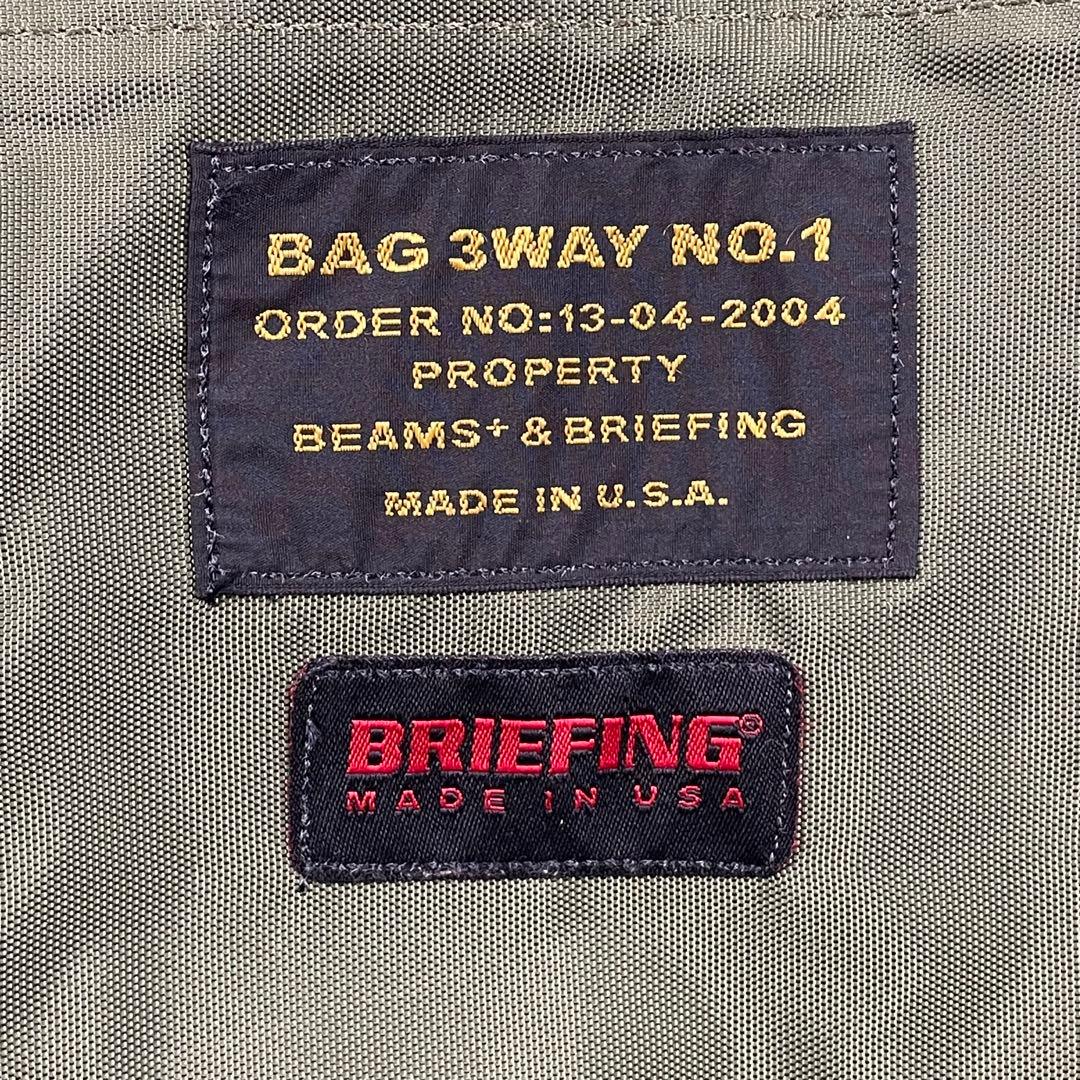 BAG 3WAY NO.1
ORDER NO:13-04-2004
PROPERTY
BEAMS+ & BRIEFING
MADE IN U.S.A.
BRIEFING®
MADE IN USA